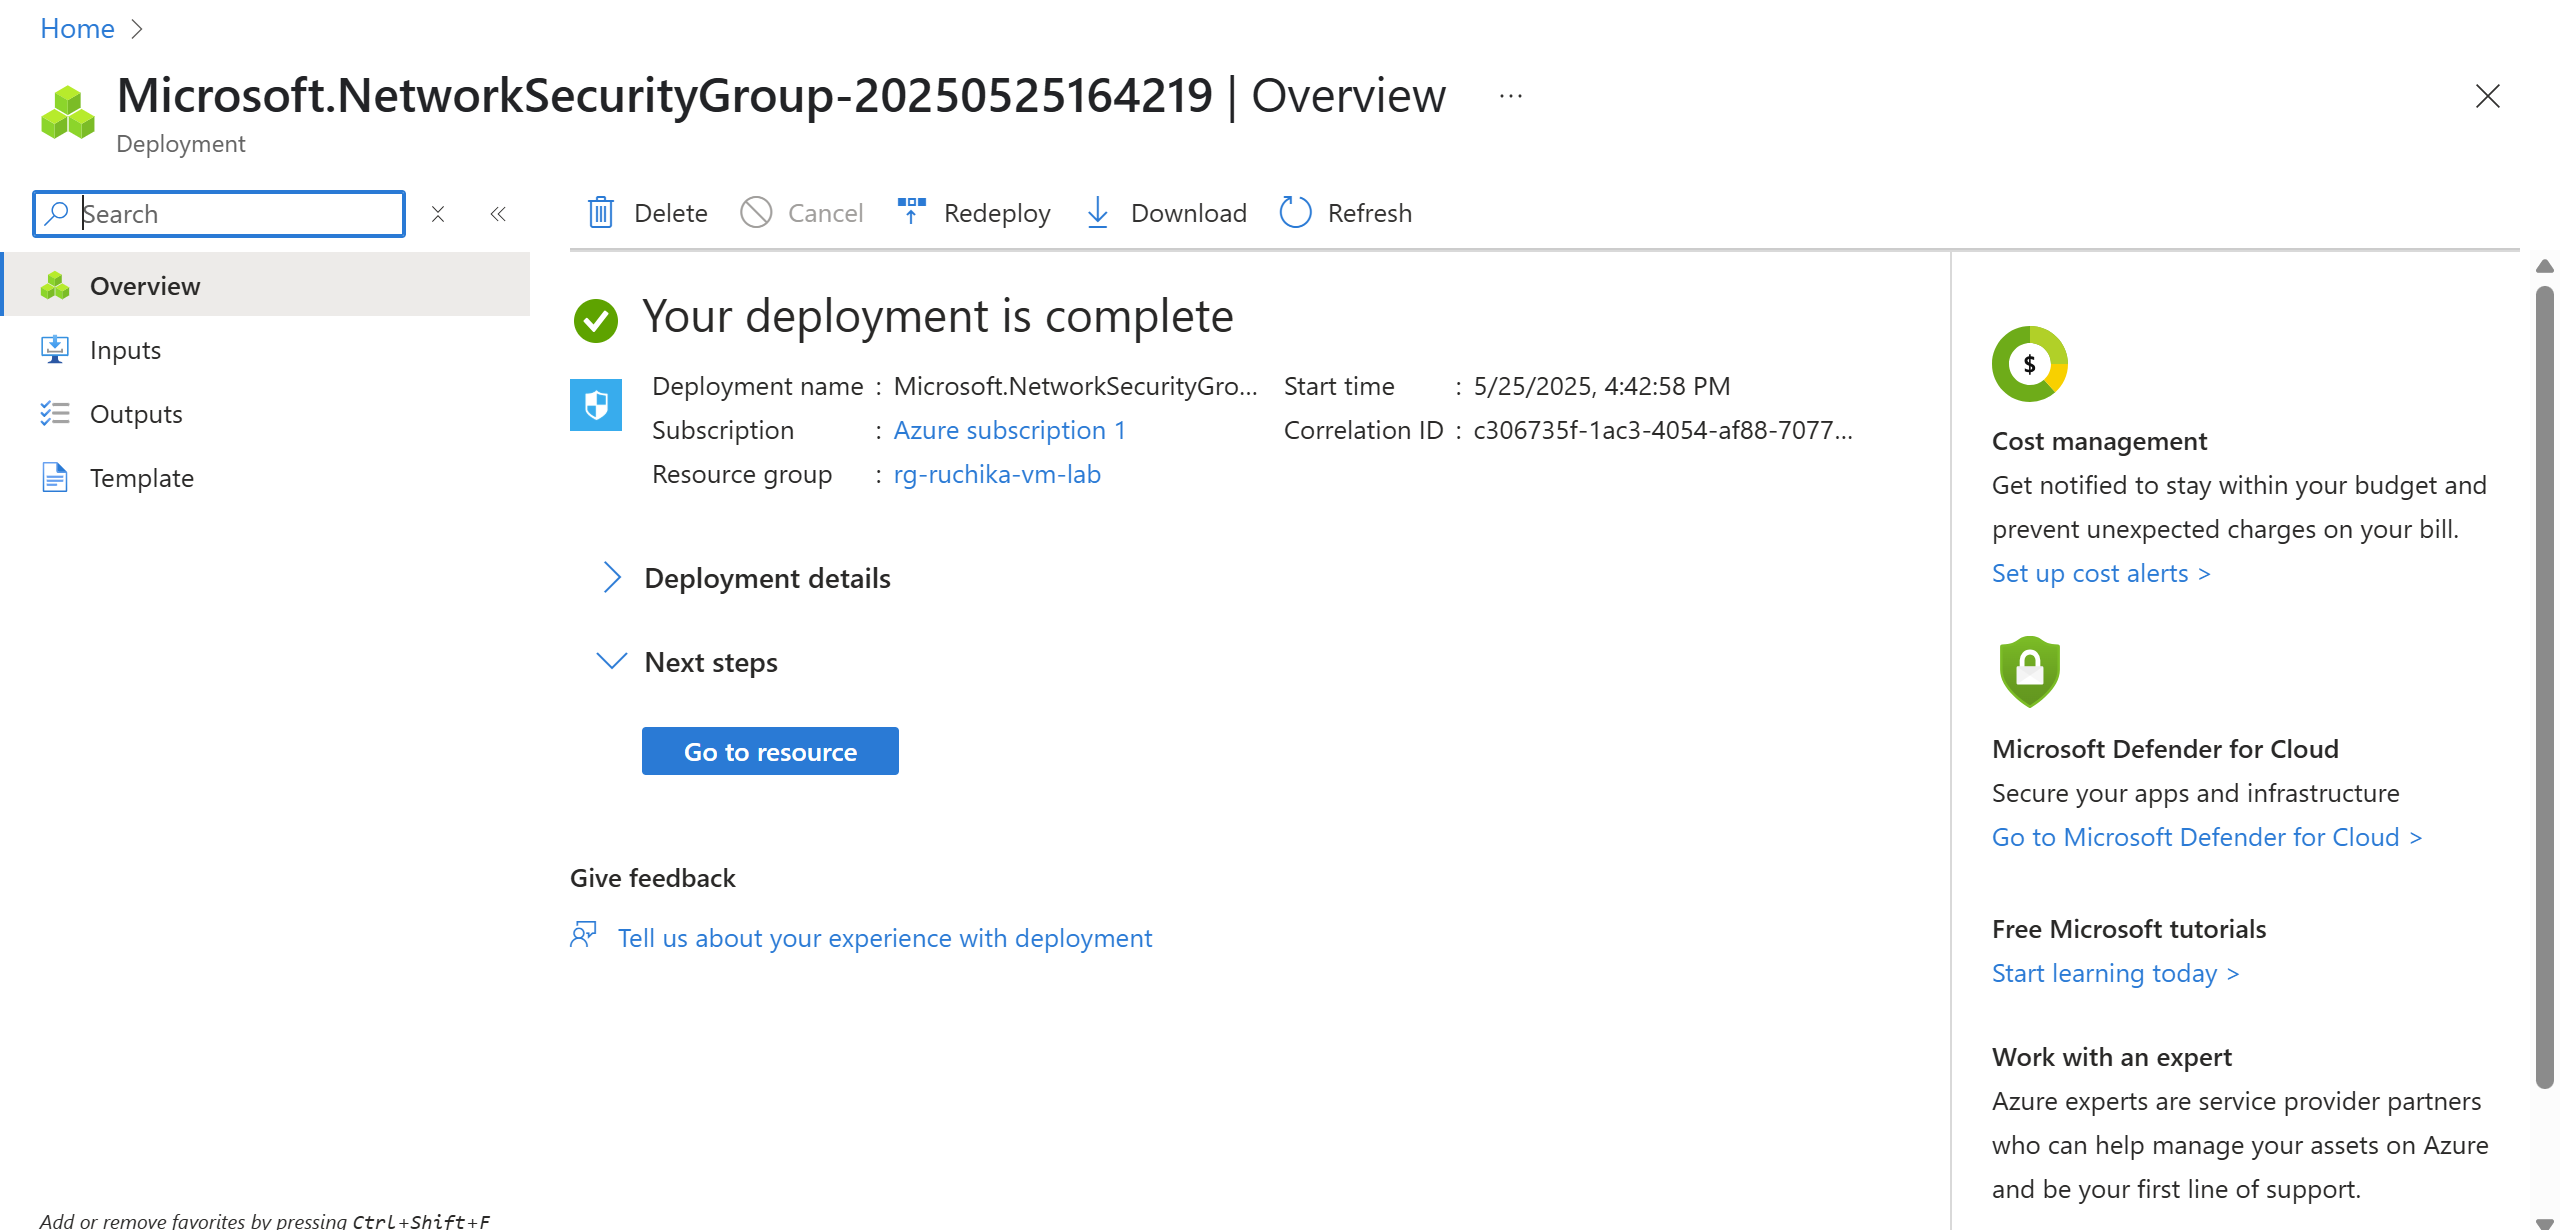 Home
Microsoft.NetworkSecurityGroup-20250525164219 | Overview ...
Deployment
Search
Overview
Inputs
Outputs
Template
Add or remove favorites by pressing Ctrl+Shift+F
Delete Cancel Redeploy Download Refresh
Your deployment is complete
Deployment name : Microsoft.NetworkSecurityGro...
Subscription : Azure subscription 1
Resource group : rg-ruchika-vm-lab
Start time : 5/25/2025, 4:42:58 PM
Correlation ID : c306735f-1ac3-4054-af88-7077...
Deployment details
Next steps
Go to resource
Give feedback
Tell us about your experience with deployment
$
Cost management
Get notified to stay within your budget and
prevent unexpected charges on your bill.
Set up cost alerts >
Microsoft Defender for Cloud
Secure your apps and infrastructure
Go to Microsoft Defender for Cloud >
Free Microsoft tutorials
Start learning today >
Work with an expert
Azure experts are service provider partners
who can help manage your assets on Azure
and be your first line of support.